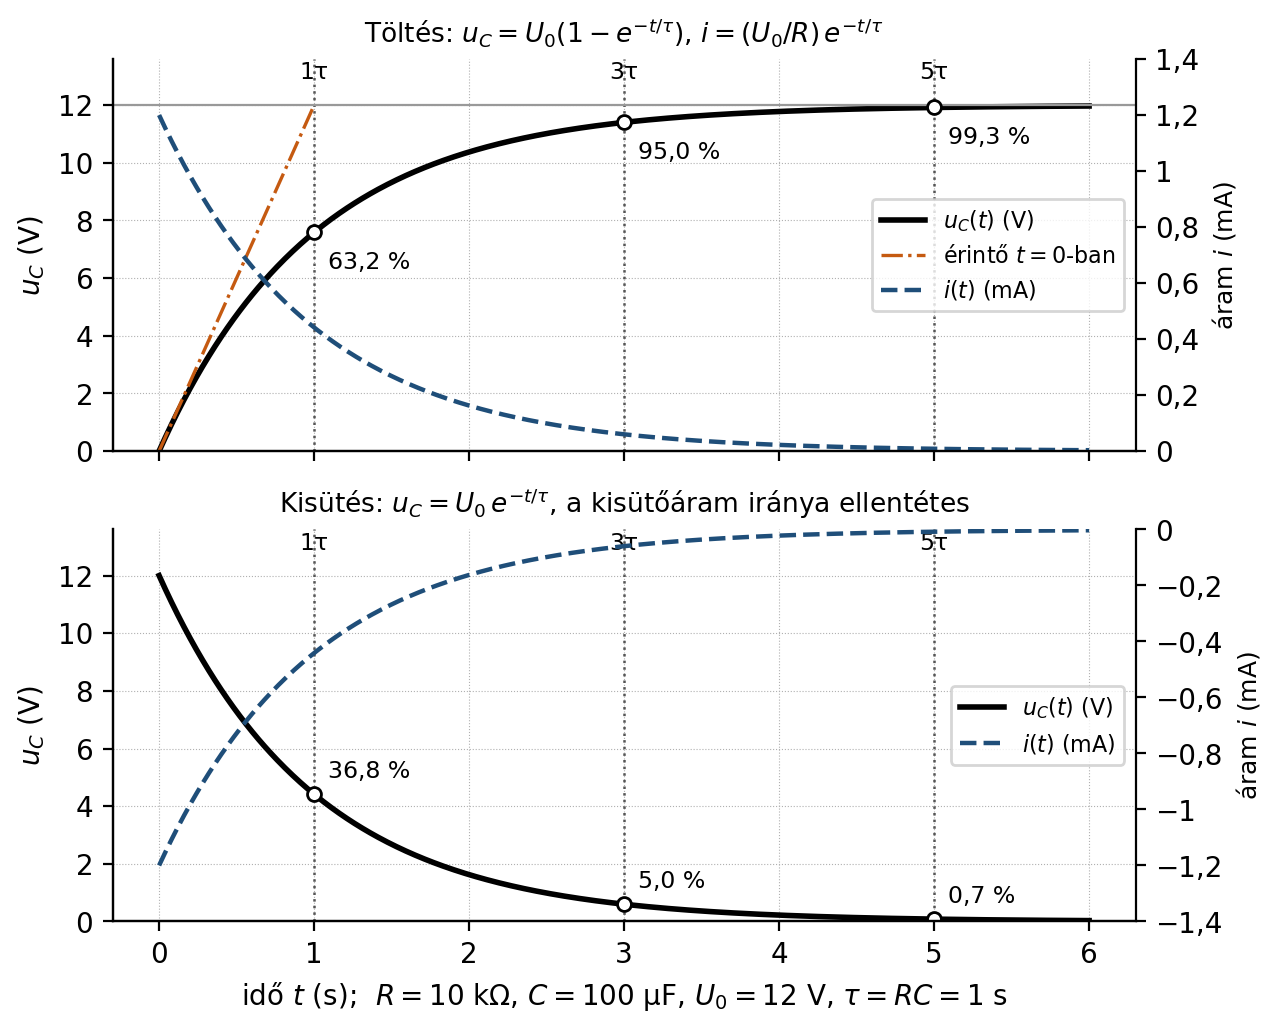 Töltés: u_C = U_0(1 − e^{−t/τ}), i = (U_0/R) e^{−t/τ}
1τ 3τ 5τ
1,4
12
1,2
99,3 %
95,0 %
10
1
8
0,8
u_C(t) (V)
érintő t = 0-ban
i(t) (mA)
63,2 %
6
0,6
4
0,4
2
0,2
0
0
u_C (V)
áram i (mA)
Kisütés: u_C = U_0 e^{−t/τ}, a kisütőáram iránya ellentétes
1τ 3τ 5τ
0
12
−0,2
10
−0,4
8
−0,6
u_C(t) (V)
i(t) (mA)
6
−0,8
36,8 %
4
−1
2
−1,2
5,0 %
0,7 %
0
−1,4
u_C (V)
áram i (mA)
0 1 2 3 4 5 6
idő t (s); R = 10 kΩ, C = 100 µF, U_0 = 12 V, τ = RC = 1 s